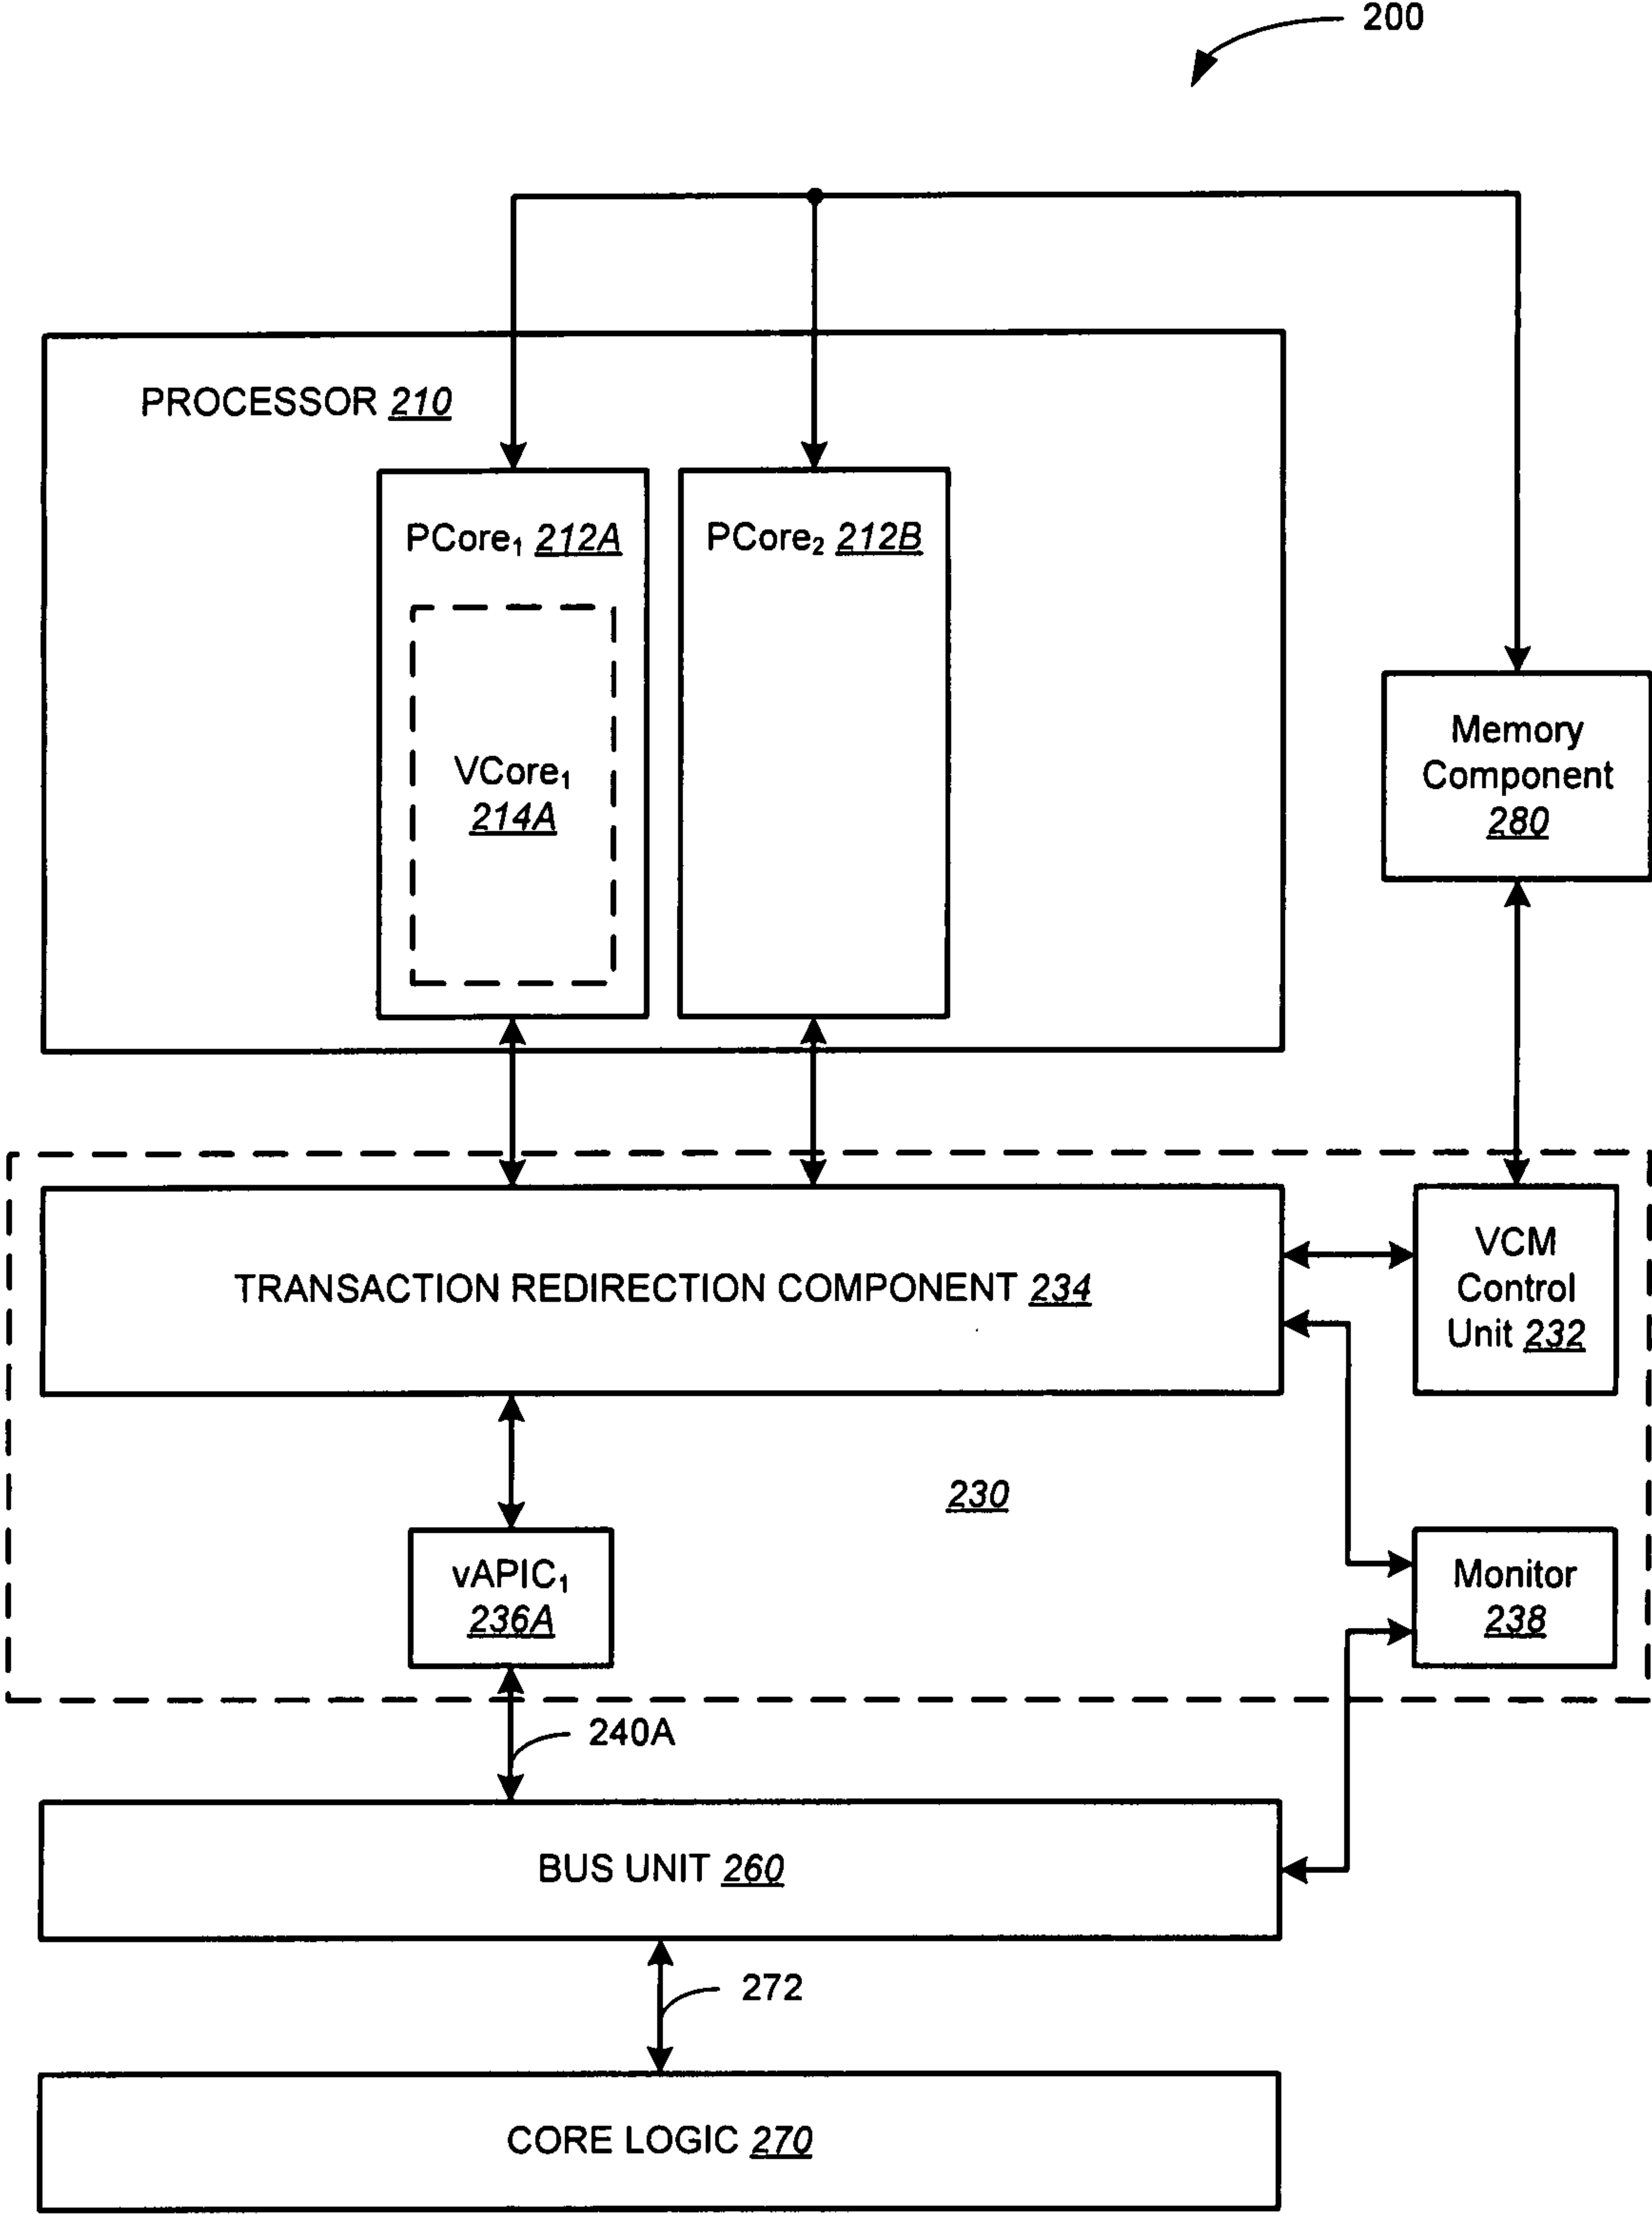 200
PROCESSOR 210
PCore₁ 212A
PCore₂ 212B
VCore₁
214A
Memory
Component
280
TRANSACTION REDIRECTION COMPONENT 234
VCM
Control
Unit 232
230
vAPIC₁
236A
Monitor
238
240A
BUS UNIT 260
272
CORE LOGIC 270